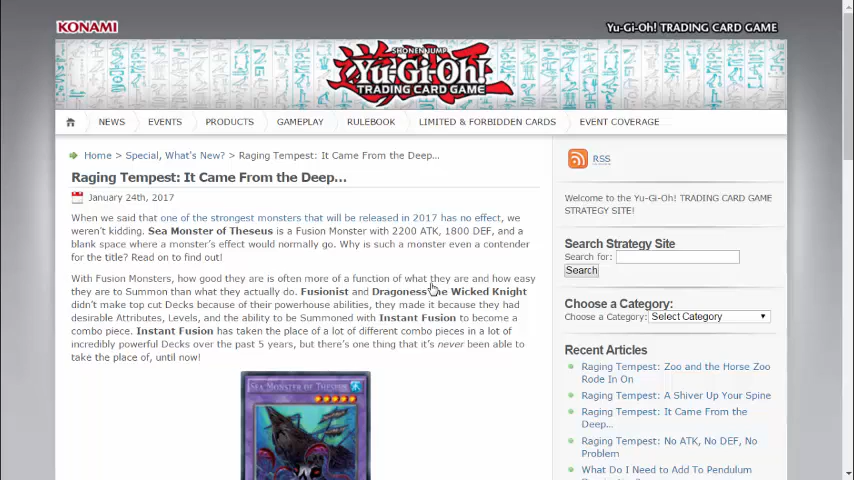 KONAMI
Yu-Gi-Oh! TRADING CARD GAME
SHONEN JUMP
Yu-Gi-Oh!
TRADING CARD GAME
NEWS EVENTS PRODUCTS GAMEPLAY RULEBOOK LIMITED & FORBIDDEN CARDS EVENT COVERAGE
Home > Special, What's New? > Raging Tempest: It Came From the Deep…
Raging Tempest: It Came From the Deep…
January 24th, 2017
When we said that one of the strongest monsters that will be released in 2017 has no effect, we
weren't kidding. Sea Monster of Theseus is a Fusion Monster with 2200 ATK, 1800 DEF, and a
blank space where a monster's effect would normally go. Why is such a monster even a contender
for the title? Read on to find out!
With Fusion Monsters, how good they are is often more of a function of what they are and how easy
they are to Summon than what they actually do. Fusionist and Dragoness the Wicked Knight
didn't make top cut Decks because of their powerhouse abilities, they made it because they had
desirable Attributes, Levels, and the ability to be Summoned with Instant Fusion to become a
combo piece. Instant Fusion has taken the place of a lot of different combo pieces in a lot of
incredibly powerful Decks over the past 5 years, but there's one thing that it's never been able to
take the place of, until now!
SEA MONSTER OF THESEUS
RSS
Welcome to the Yu-Gi-Oh! TRADING CARD GAME
STRATEGY SITE!
Search Strategy Site
Search for:
Search
Choose a Category:
Choose a Category: Select Category
Recent Articles
Raging Tempest: Zoo and the Horse Zoo
Rode In On
Raging Tempest: A Shiver Up Your Spine
Raging Tempest: It Came From the
Deep…
Raging Tempest: No ATK, No DEF, No
Problem
What Do I Need to Add To Pendulum